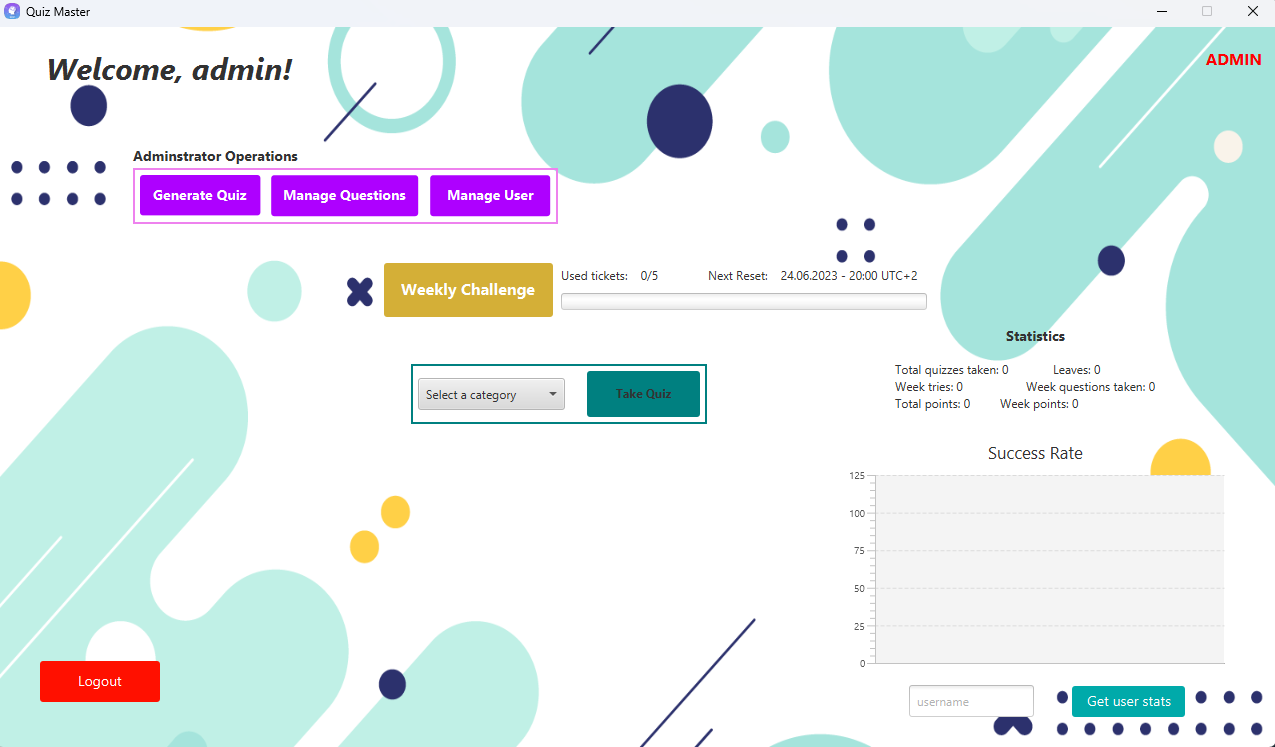 Quiz Master
Welcome, admin!
ADMIN
Adminstrator Operations
Generate Quiz Manage Questions Manage User
Weekly Challenge
Used tickets: 0/5 Next Reset: 24.06.2023 - 20:00 UTC+2
Statistics
Total quizzes taken: 0 Leaves: 0
Week tries: 0 Week questions taken: 0
Total points: 0 Week points: 0
Select a category Take Quiz
Success Rate
125
100
75
50
25
0
Logout
username Get user stats